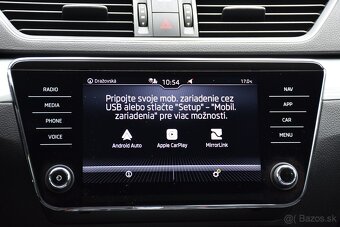 Dražovská
10:54
17.0
RADIO
MEDIA
PHONE
VOICE
NAV
APP
CAR
MENU
Pripojte svoje mob. zariadenie cez
USB alebo stlačte "Setup" – "Mobil.
zariadenia" pre viac možností.
Android Auto
Apple CarPlay
MirrorLink
bazos.sk